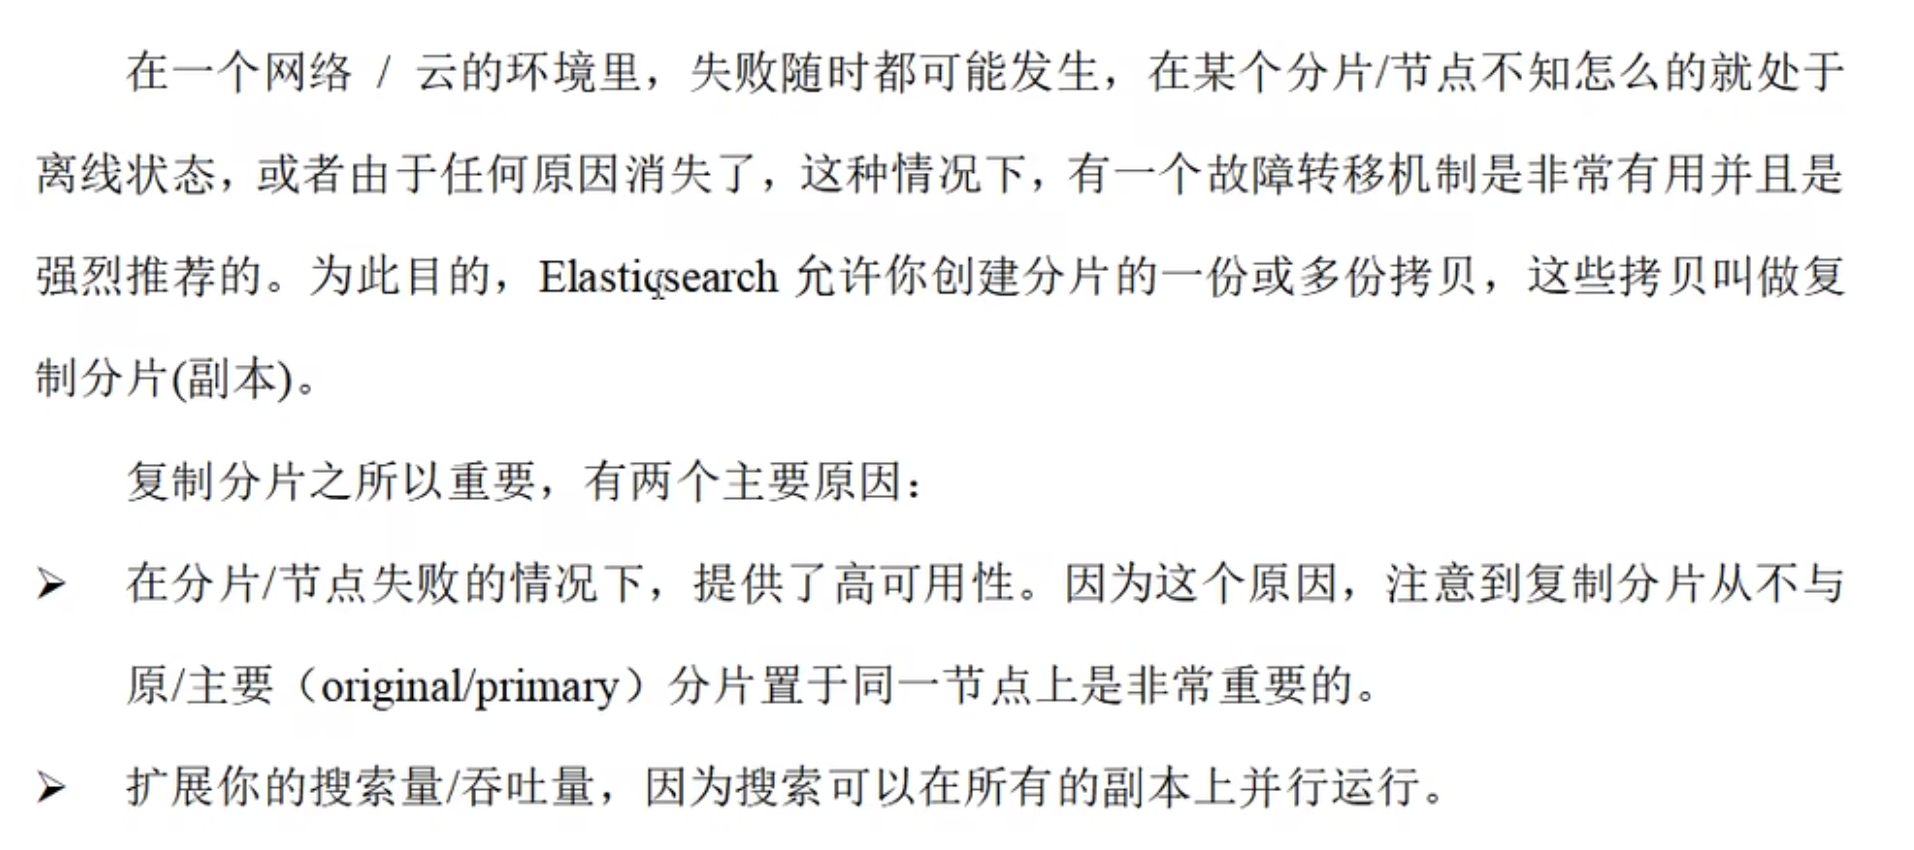 在一个网络 / 云的环境里，失败随时都可能发生，在某个分片/节点不知怎么的就处于
离线状态，或者由于任何原因消失了，这种情况下，有一个故障转移机制是非常有用并且是
强烈推荐的。为此目的，Elasticsearch 允许你创建分片的一份或多份拷贝，这些拷贝叫做复
制分片(副本)。
复制分片之所以重要，有两个主要原因：
➢ 在分片/节点失败的情况下，提供了高可用性。因为这个原因，注意到复制分片从不与
原/主要（original/primary）分片置于同一节点上是非常重要的。
➢ 扩展你的搜索量/吞吐量，因为搜索可以在所有的副本上并行运行。